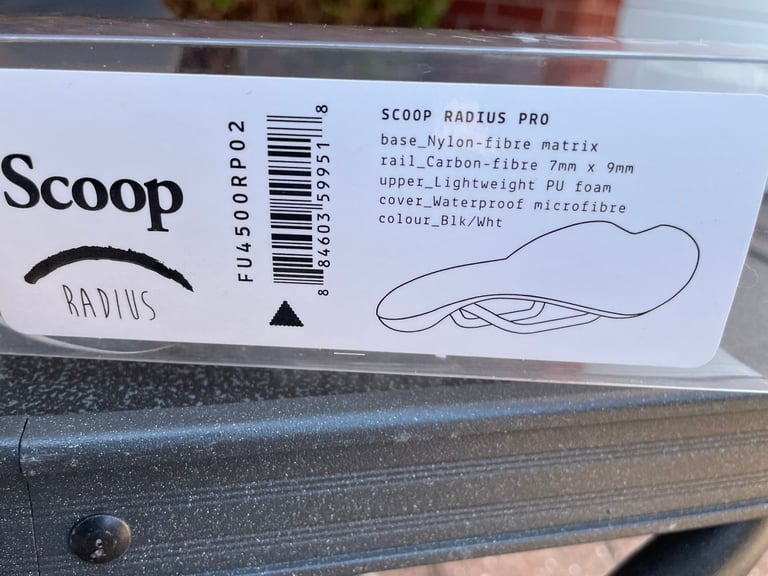 Scoop
RADIUS
FU4500RP02
8 84603 59951 8
SCOOP RADIUS PRO
base_Nylon-fibre matrix
rail_Carbon-fibre 7mm x 9mm
upper_Lightweight PU foam
cover_Waterproof microfibre
colour_Blk/Wht